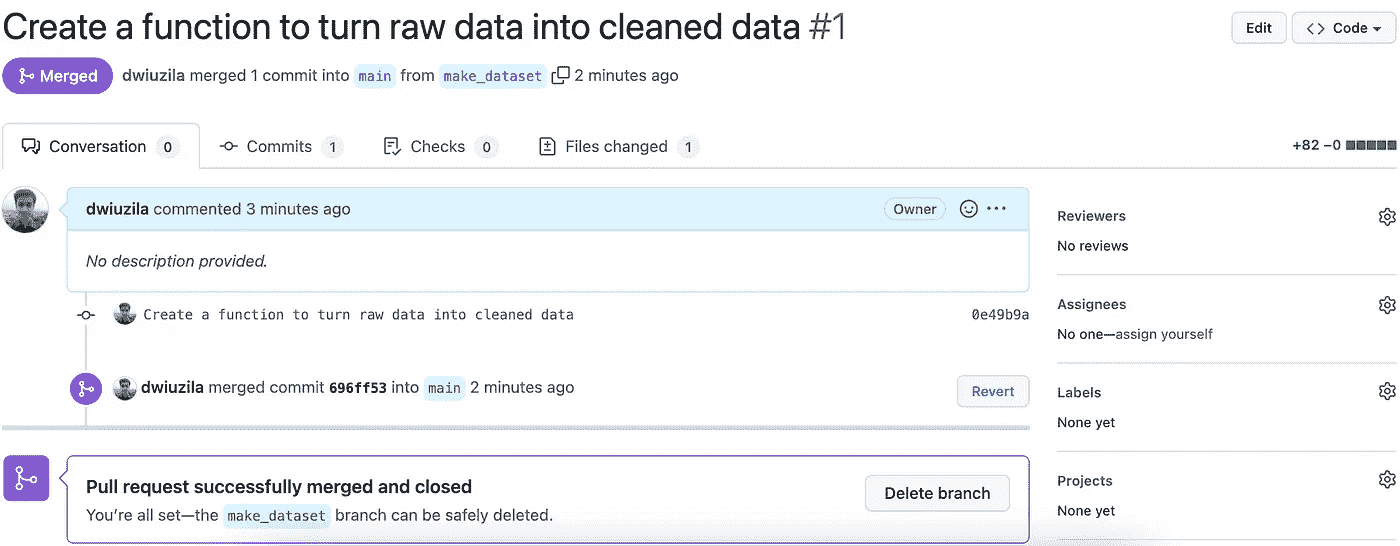 Create a function to turn raw data into cleaned data #1
Edit
<> Code
Merged
dwiuzila merged 1 commit into main from make_dataset 2 minutes ago
Conversation 0
Commits 1
Checks 0
Files changed 1
+82 −0
dwiuzila commented 3 minutes ago
Owner
No description provided.
Create a function to turn raw data into cleaned data
0e49b9a
dwiuzila merged commit 696ff53 into main 2 minutes ago
Revert
Pull request successfully merged and closed
You’re all set—the make_dataset branch can be safely deleted.
Delete branch
Reviewers
No reviews
Assignees
No one—assign yourself
Labels
None yet
Projects
None yet